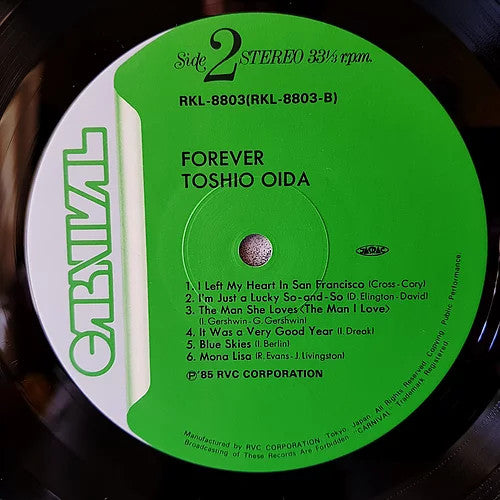 Side 2 STEREO 33⅓ r.p.m.
RKL-8803(RKL-8803-B)
FOREVER
TOSHIO OIDA
JASRAC
1. I Left My Heart In San Francisco (Cross-Cory)
2. I'm Just a Lucky So-and-So (D. Elington-David)
3. The Man She Loves〈The Man I Love〉
(I. Gershwin-G. Gershwin)
4. It Was a Very Good Year (I. Dreak)
5. Blue Skies (I. Berlin)
6. Mona Lisa (R. Evans-J. Livingston)
Ⓟ'85 RVC CORPORATION
CARNIVAL
Manufactured by RVC CORPORATION Tokyo, Japan. All Rights Reserved. Copying, Public Performance,
Broadcasting of These Records Are Forbidden "CARNIVAL" Trademark Registered